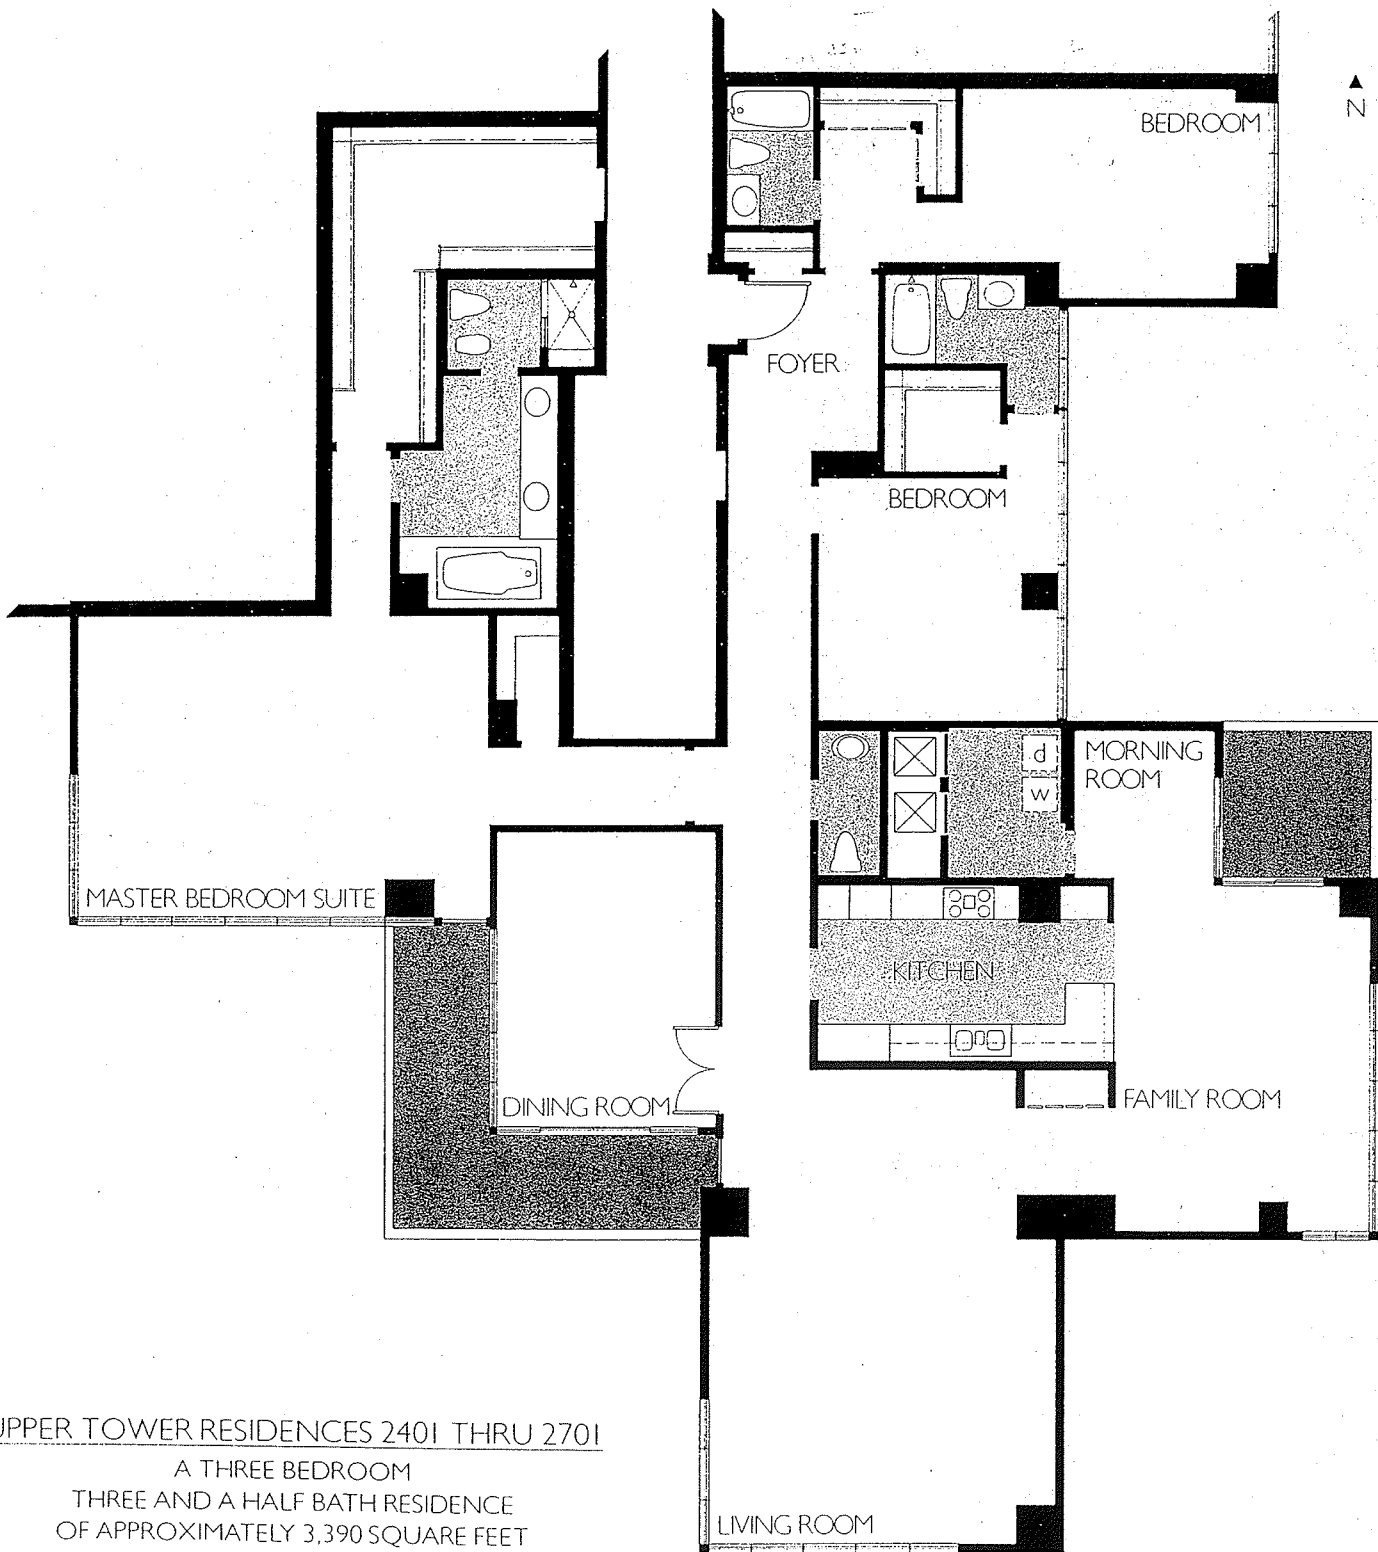 N
BEDROOM
FOYER
BEDROOM
d
w
MORNING
ROOM
MASTER BEDROOM SUITE
KITCHEN
DINING ROOM
FAMILY ROOM
LIVING ROOM
UPPER TOWER RESIDENCES 2401 THRU 2701
A THREE BEDROOM
THREE AND A HALF BATH RESIDENCE
OF APPROXIMATELY 3,390 SQUARE FEET